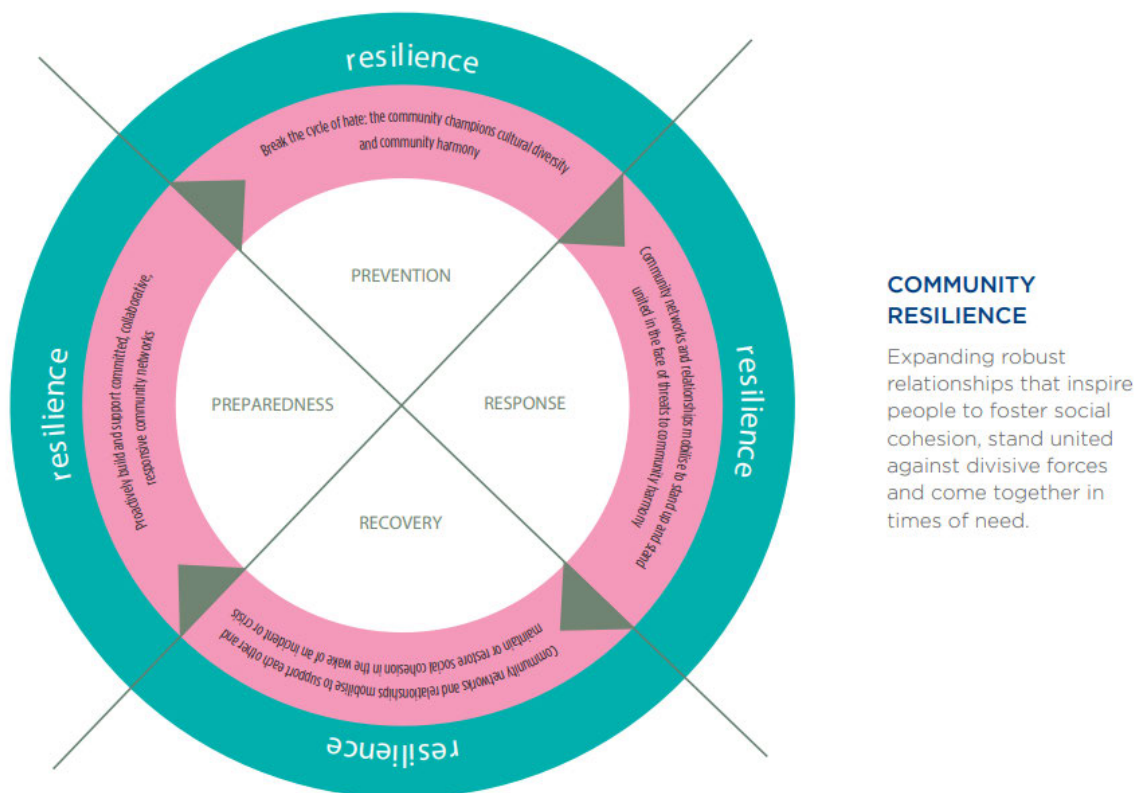 resilience
Break the cycle of hate: the community champions cultural diversity
and community harmony
PREVENTION
resilience
Proactively build and support committed, collaborative,
responsive community networks
PREPAREDNESS
RESPONSE
Community networks and relationships mobilise to stand up and stand
united in the face of threats to community harmony
resilience
RECOVERY
Community networks and relationships mobilise to support each other and
maintain or restore social cohesion in the wake of an incident or crisis
resilience
COMMUNITY
RESILIENCE
Expanding robust
relationships that inspire
people to foster social
cohesion, stand united
against divisive forces
and come together in
times of need.